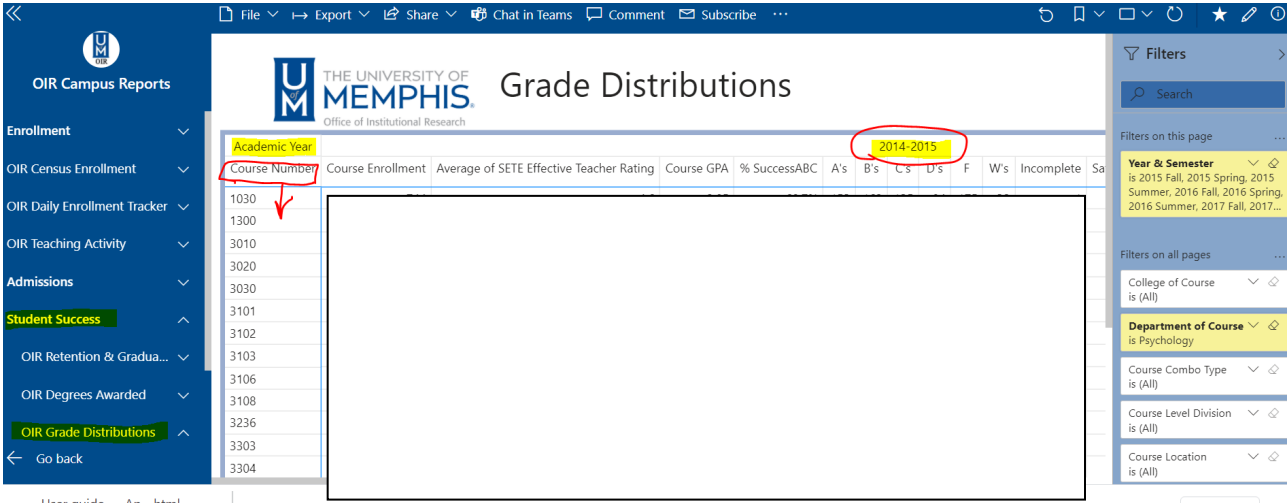 File Export Share Chat in Teams Comment Subscribe ...
U
M
OIR
OIR Campus Reports
Enrollment
OIR Census Enrollment
OIR Daily Enrollment Tracker
OIR Teaching Activity
Admissions
Student Success
OIR Retention & Gradua...
OIR Degrees Awarded
OIR Grade Distributions
Go back
U
of
M
THE UNIVERSITY OF
MEMPHIS.
Office of Institutional Research
Grade Distributions
Academic Year 2014-2015
Course Number Course Enrollment Average of SETE Effective Teacher Rating Course GPA % SuccessABC A's B's C's D's F W's Incomplete Sa
1030
1300
3010
3020
3030
3101
3102
3103
3106
3108
3236
3303
3304
Filters
Search
Filters on this page ...
Year & Semester
is 2015 Fall, 2015 Spring, 2015
Summer, 2016 Fall, 2016 Spring,
2016 Summer, 2017 Fall, 2017...
Filters on all pages ...
College of Course
is (All)
Department of Course
is Psychology
Course Combo Type
is (All)
Course Level Division
is (All)
Course Location
is (All)